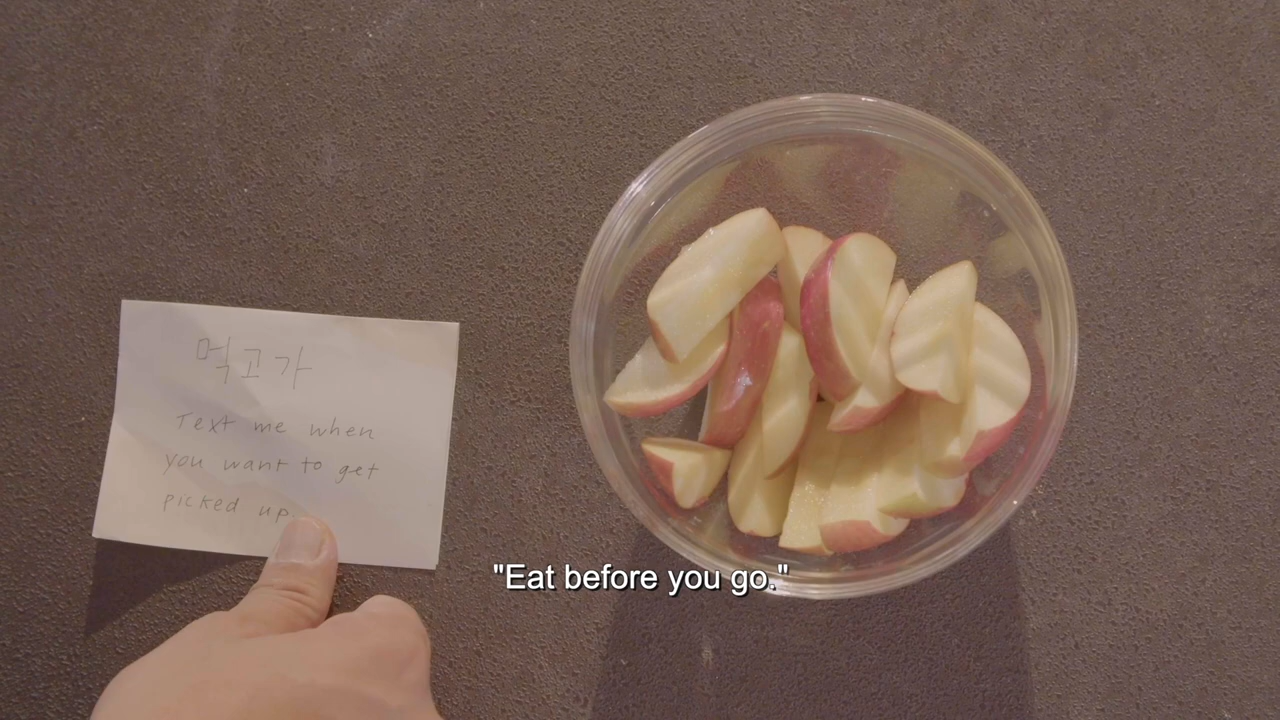 먹고가
Text me when
you want to get
picked up
"Eat before you go."